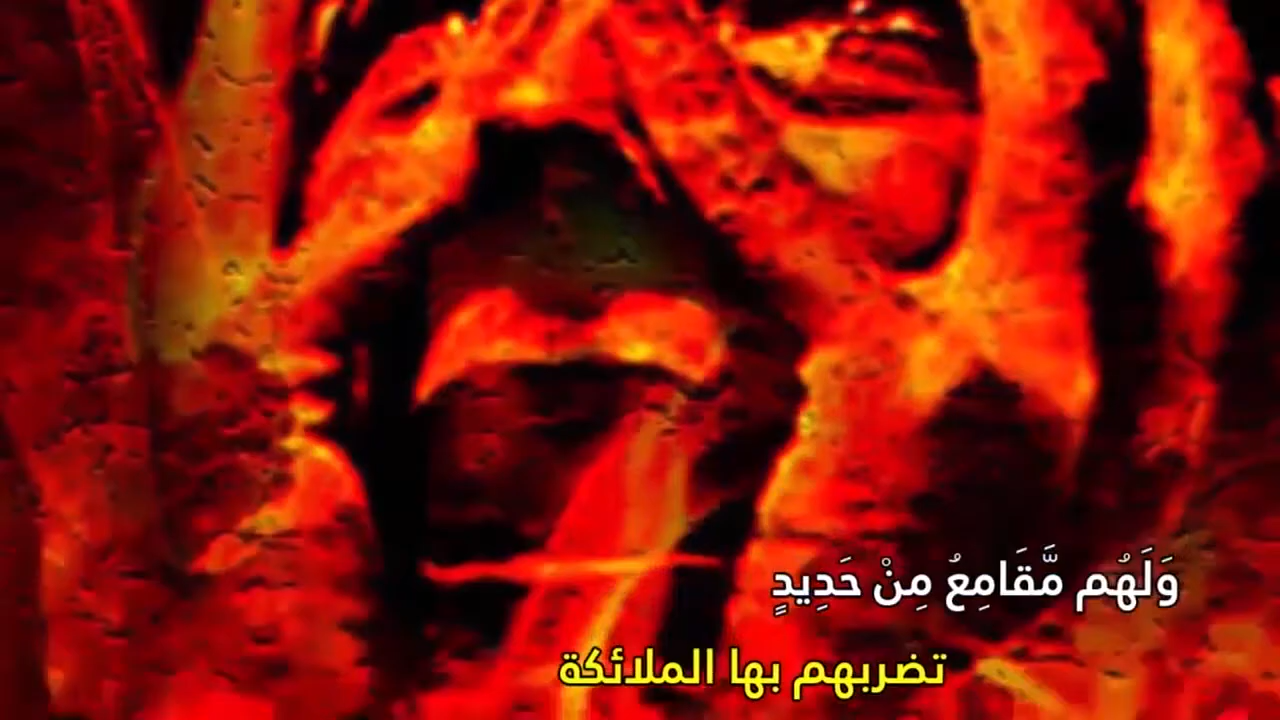 وَلَهُم مَّقَامِعُ مِنْ حَدِيدٍ
تضربهم بها الملائكة